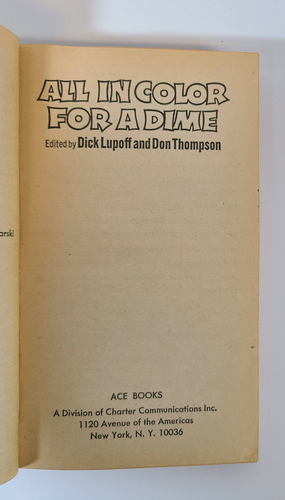 ALL IN COLOR
FOR A DIME
Edited by Dick Lupoff and Don Thompson
ACE BOOKS
A Division of Charter Communications Inc.
1120 Avenue of the Americas
New York, N. Y. 10036